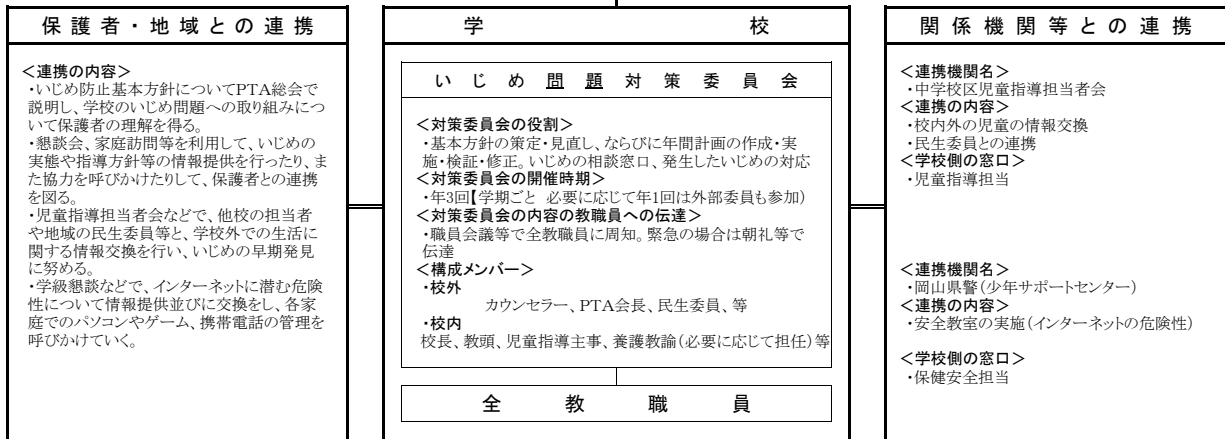 保護者・地域との連携
＜連携の内容＞
・いじめ防止基本方針についてPTA総会で
説明し、学校のいじめ問題への取り組みにつ
いて保護者の理解を得る。
・懇談会、家庭訪問等を利用して、いじめの
実態や指導方針等の情報提供を行ったり、ま
た協力を呼びかけたりして、保護者との連携
を図る。
・児童指導担当者会などで、他校の担当者
や地域の民生委員等と、学校外での生活に
関する情報交換を行い、いじめの早期発見
に努める。
・学級懇談などで、インターネットに潜む危険
性について情報提供並びに交換をし、各家
庭でのパソコンやゲーム、携帯電話の管理を
呼びかけていく。
学校
いじめ問題対策委員会
＜対策委員会の役割＞
・基本方針の策定・見直し、ならびに年間計画の作成・実
施・検証・修正。いじめの相談窓口、発生したいじめの対応
＜対策委員会の開催時期＞
・年3回【学期ごと 必要に応じて年1回は外部委員も参加）
＜対策委員会の内容の教職員への伝達＞
・職員会議等で全教職員に周知。緊急の場合は朝礼等で
伝達
＜構成メンバー＞
・校外
カウンセラー、PTA会長、民生委員、等
・校内
校長、教頭、児童指導主事、養護教諭（必要に応じて担任）等
全教職員
関係機関等との連携
＜連携機関名＞
・中学校区児童指導担当者会
＜連携の内容＞
・校内外の児童の情報交換
・民生委員との連携
＜学校側の窓口＞
・児童指導担当
＜連携機関名＞
・岡山県警（少年サポートセンター）
＜連携の内容＞
・安全教室の実施（インターネットの危険性）
＜学校側の窓口＞
・保健安全担当